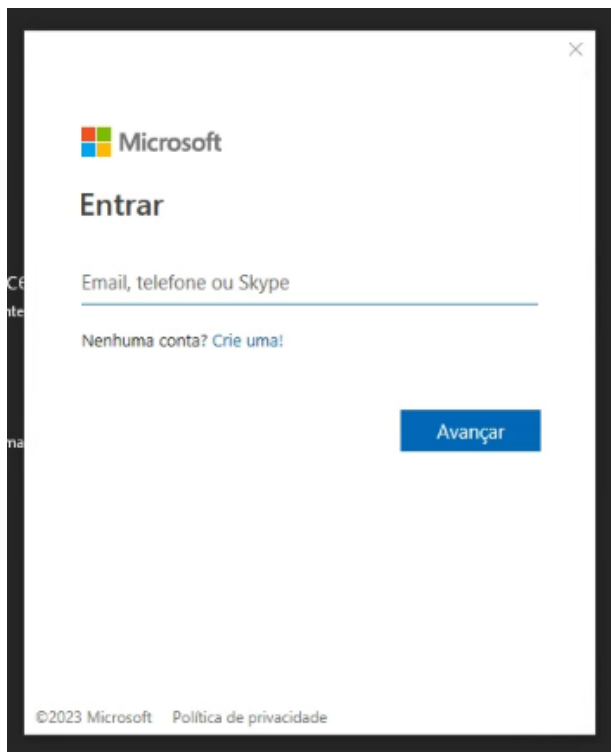 Microsoft
Entrar
Email, telefone ou Skype
Nenhuma conta? Crie uma!
Avançar
©2023 Microsoft Política de privacidade